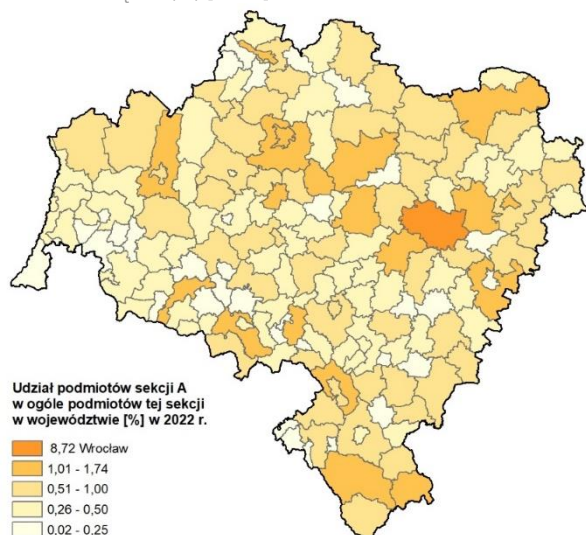 Udział podmiotów sekcji A
w ogóle podmiotów tej sekcji
w województwie [%] w 2022 r.
8,72 Wrocław
1,01 - 1,74
0,51 - 1,00
0,26 - 0,50
0,02 - 0,25